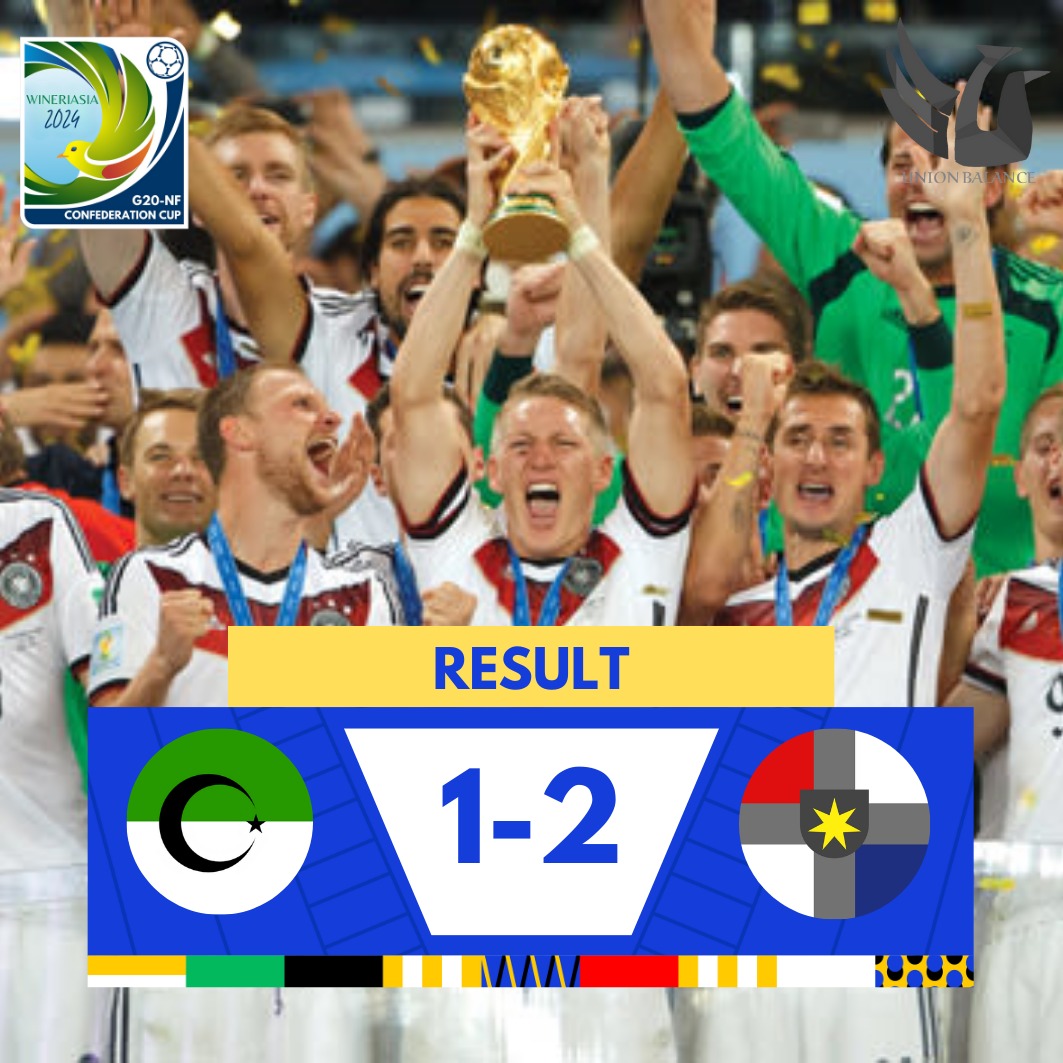 WINERIASIA
2024
G20-NF
CONFEDERATION CUP
UNION BALANCE
RESULT
1-2